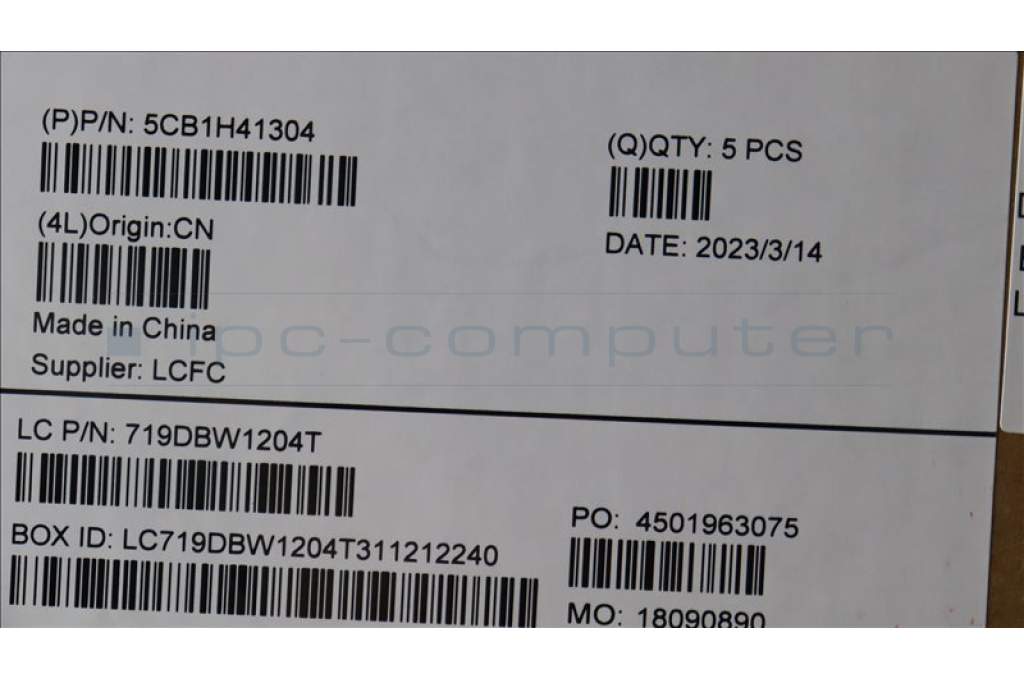 (P)P/N: 5CB1H41304
(Q)QTY: 5 PCS
(4L)Origin:CN
DATE: 2023/3/14
Made in China
ipc-computer
Supplier: LCFC
LC P/N: 719DBW1204T
BOX ID: LC719DBW1204T311212240
PO: 4501963075
MO: 18090890